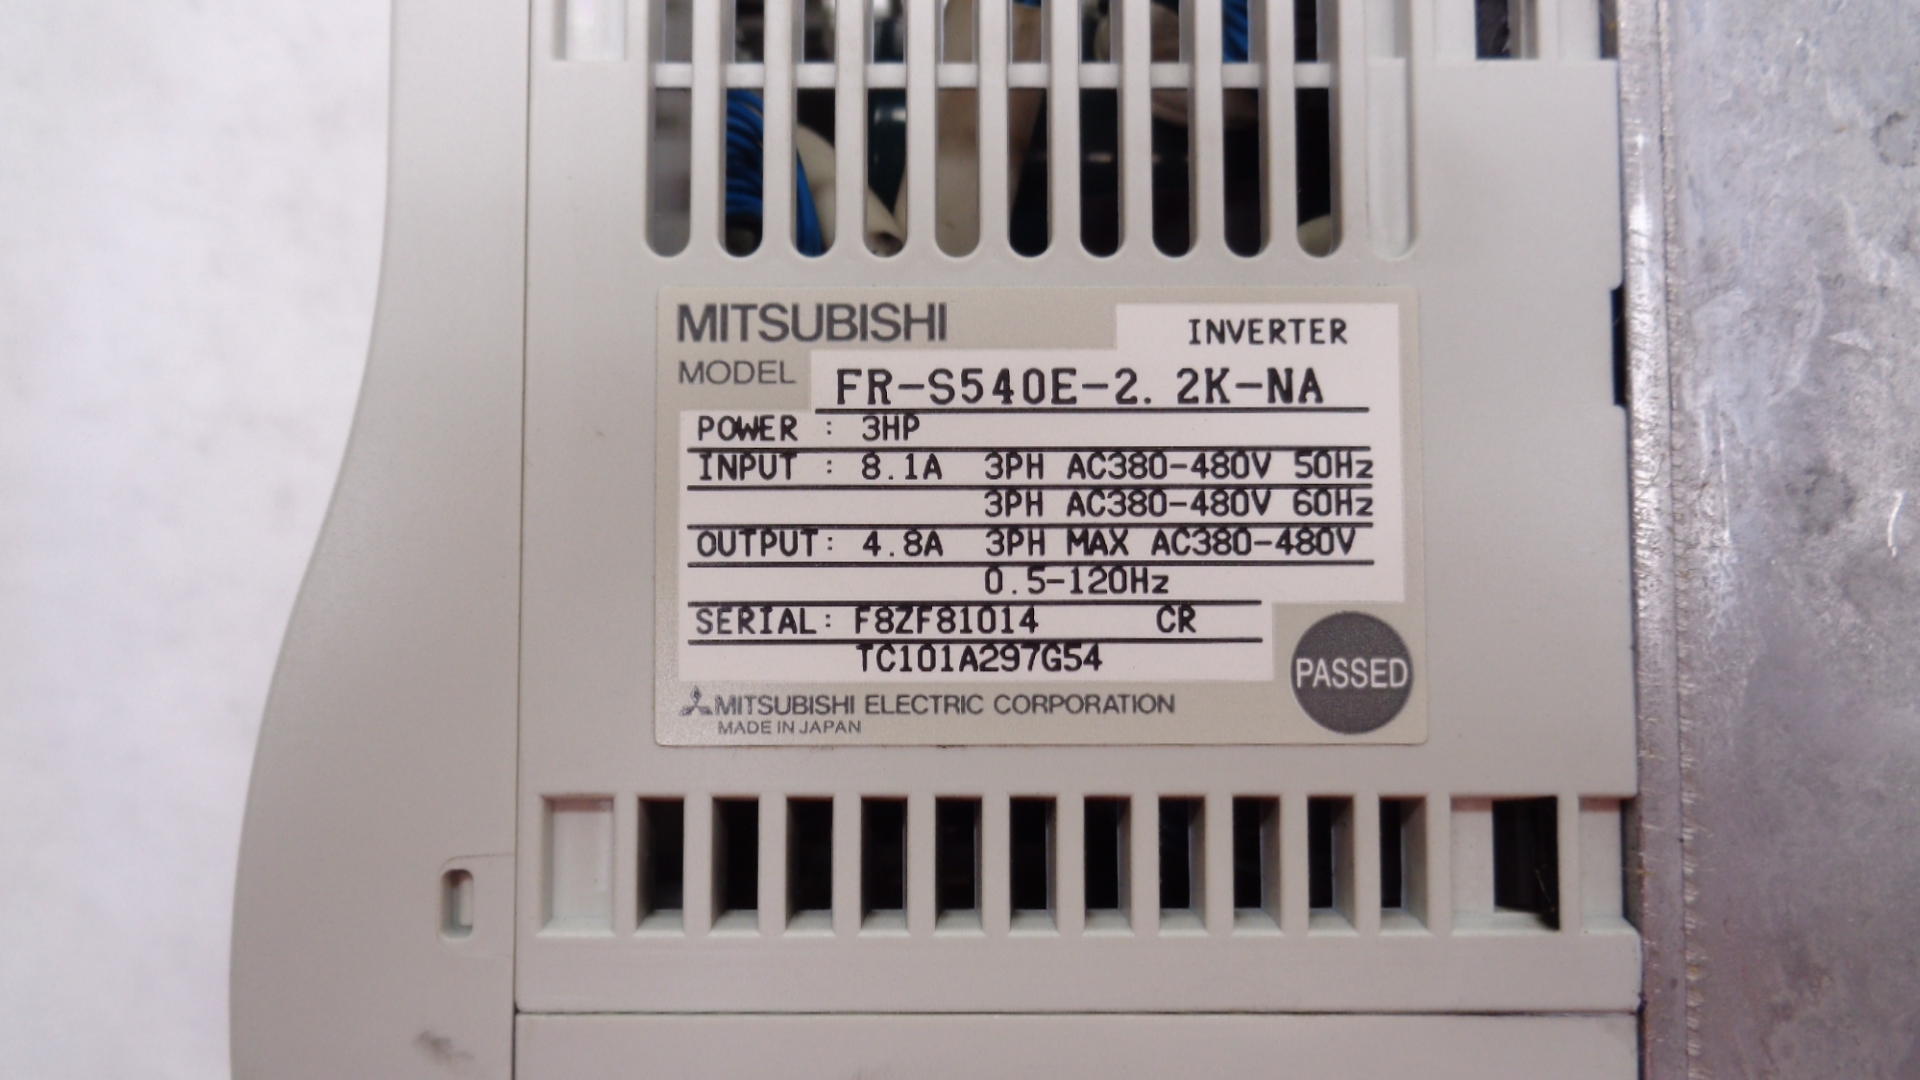 MITSUBISHI INVERTER
MODEL FR-S540E-2.2K-NA
POWER : 3HP
INPUT : 8.1A 3PH AC380-480V 50Hz
3PH AC380-480V 60Hz
OUTPUT: 4.8A 3PH MAX AC380-480V
0.5-120Hz
SERIAL: F8ZF81014 CR
TC101A297G54
PASSED
MITSUBISHI ELECTRIC CORPORATION
MADE IN JAPAN